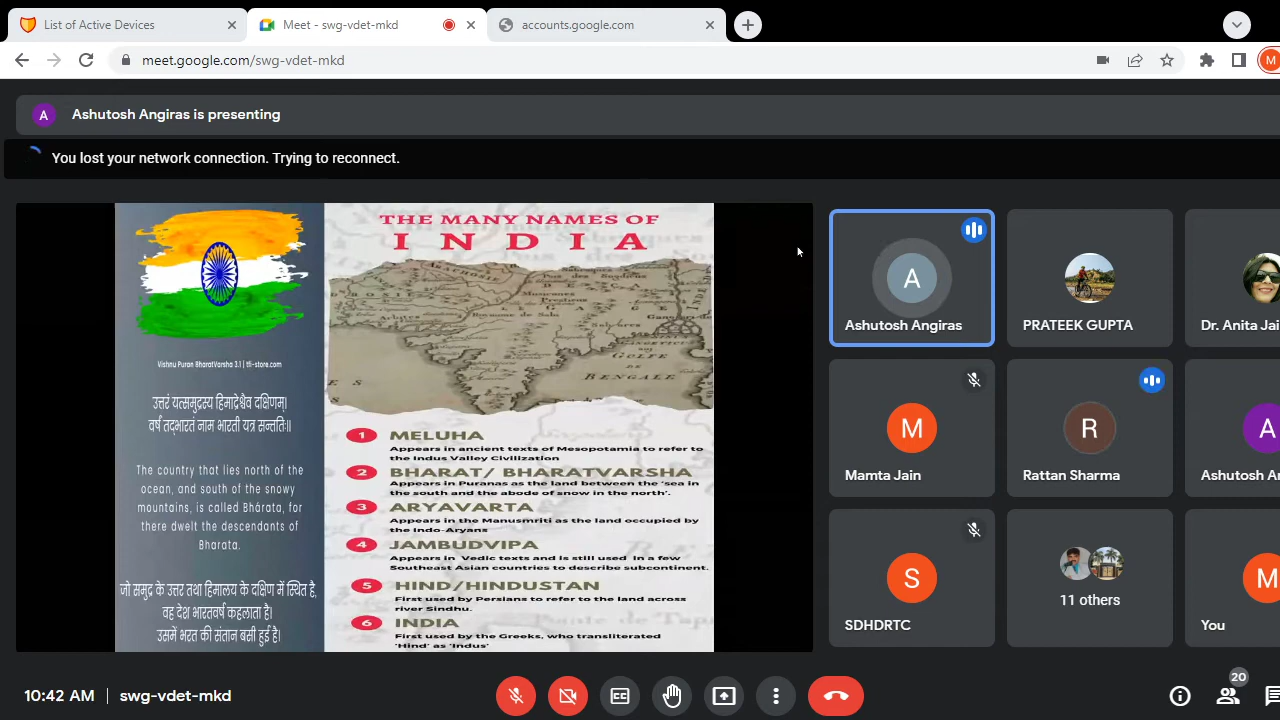 List of Active Devices
Meet - swg-vdet-mkd
accounts.google.com
meet.google.com/swg-vdet-mkd
M
A
Ashutosh Angiras is presenting
You lost your network connection. Trying to reconnect.
Vishnu Puran BharatVarsha 3.1 | tfi-store.com
उत्तरं यत्समुद्रस्य हिमाद्रेश्चैव दक्षिणम्।
वर्षं तद्भारतं नाम भारती यत्र सन्ततिः॥
The country that lies north of the
ocean, and south of the snowy
mountains, is called Bhārata, for
there dwelt the descendants of
Bharata.
जो समुद्र के उत्तर तथा हिमालय के दक्षिण में स्थित है,
वह देश भारतवर्ष कहलाता है।
उसमें भरत की संतान बसी हुई है।
THE MANY NAMES OF
INDIA
GOLFE
DE
BENGALE
1 MELUHA
Appears in ancient texts of Mesopotamia to refer to
the Indus Valley Civilization
2 BHARAT/ BHARATVARSHA
Appears in Puranas as the land between the 'sea in
the south and the abode of snow in the north'.
3 ARYAVARTA
Appears in the Manusmriti as the land occupied by
the Indo-Aryans
4 JAMBUDVIPA
Appears in Vedic texts and is still used in a few
Southeast Asian countries to describe subcontinent.
5 HIND/HINDUSTAN
First used by Persians to refer to the land across
river Sindhu.
6 INDIA
First used by the Greeks, who transliterated
'Hind' as 'Indus'
A
Ashutosh Angiras
PRATEEK GUPTA
Dr. Anita Jai
M
Mamta Jain
R
Rattan Sharma
A
Ashutosh An
S
SDHDRTC
11 others
M
You
10:42 AM | swg-vdet-mkd
20